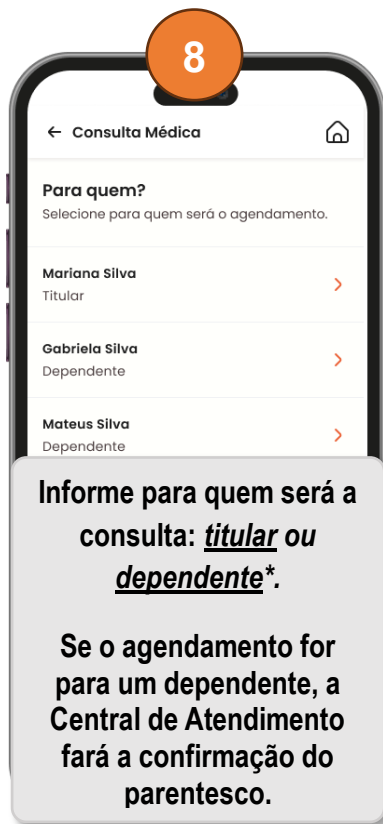 8
Consulta Médica
Para quem?
Selecione para quem será o agendamento.
Mariana Silva
Titular
Gabriela Silva
Dependente
Mateus Silva
Dependente
Informe para quem será a
consulta: titular ou
dependente*.
Se o agendamento for
para um dependente, a
Central de Atendimento
fará a confirmação do
parentesco.